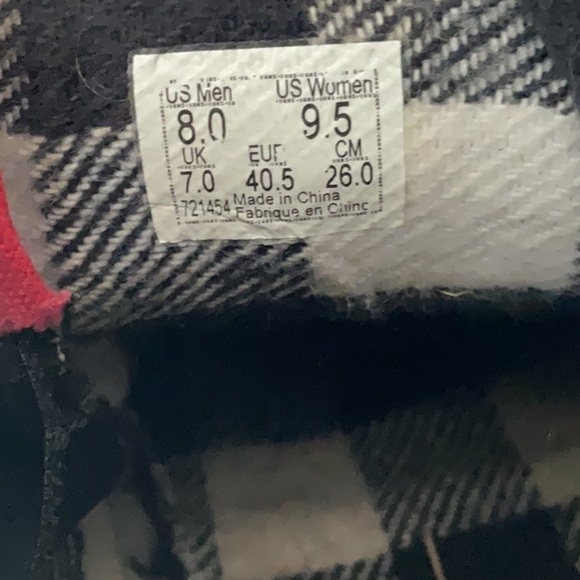 US Men US Women
8.0 9.5
UK EUR CM
7.0 40.5 26.0
1721454 Made in China
Fabrique en Chine